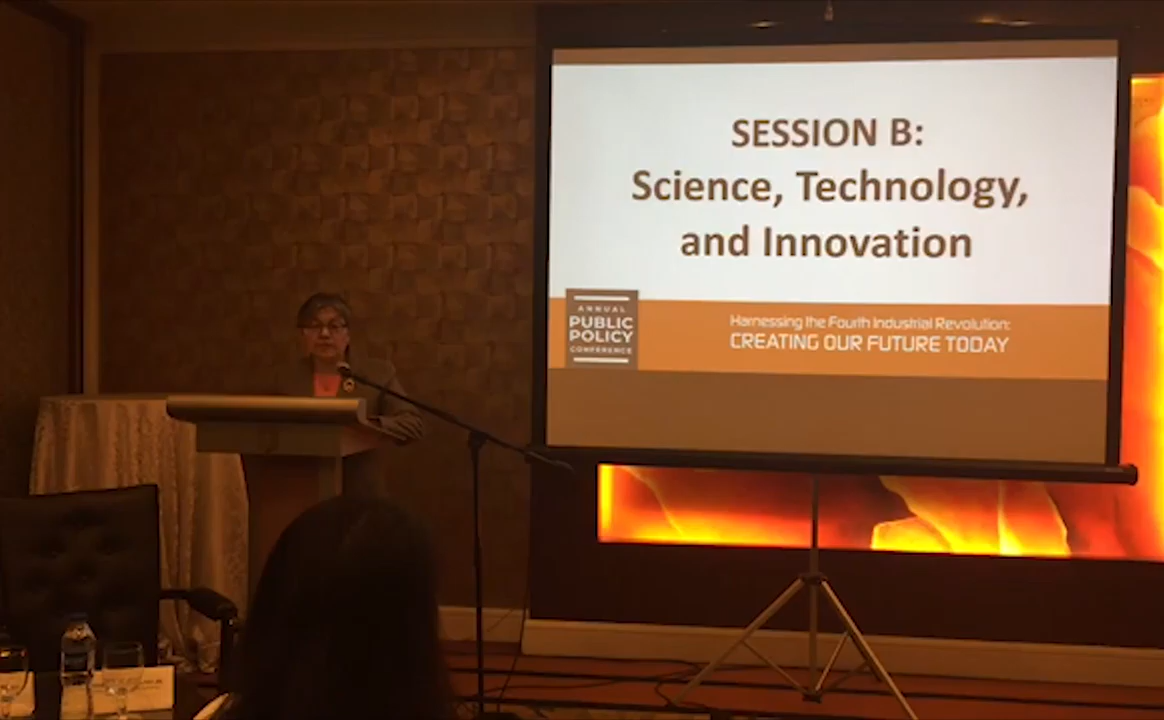 SESSION B:
Science, Technology,
and Innovation
ANNUAL
PUBLIC
POLICY
CONFERENCE
Harnessing the Fourth Industrial Revolution:
CREATING OUR FUTURE TODAY